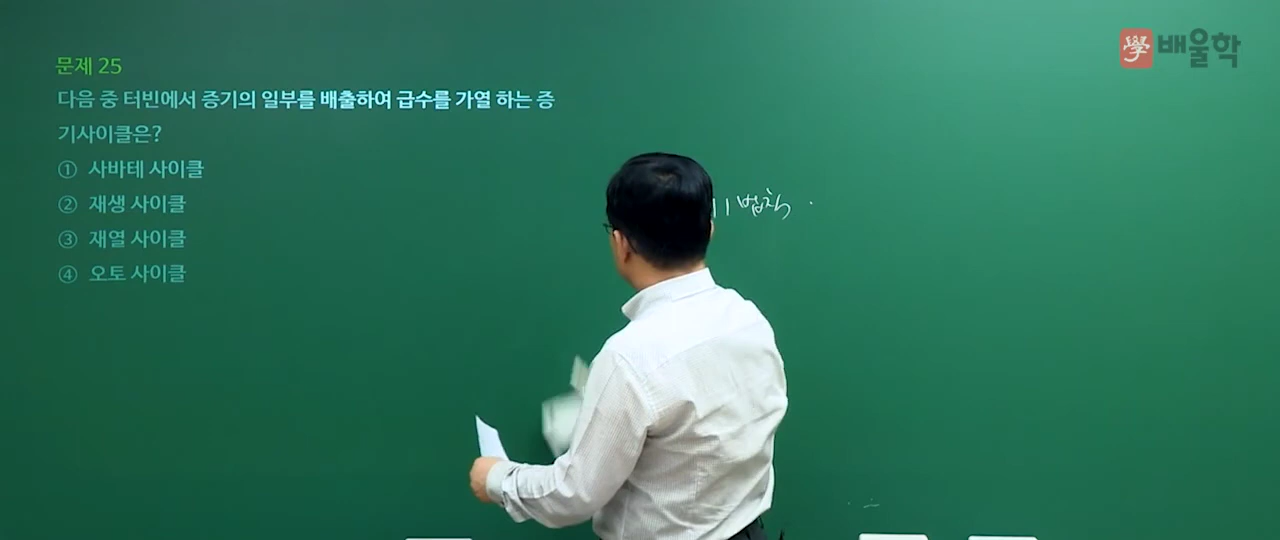 學 배울학
문제 25
다음 중 터빈에서 증기의 일부를 배출하여 급수를 가열 하는 증
기사이클은?
① 사바테 사이클
② 재생 사이클
③ 재열 사이클
④ 오토 사이클
법칙